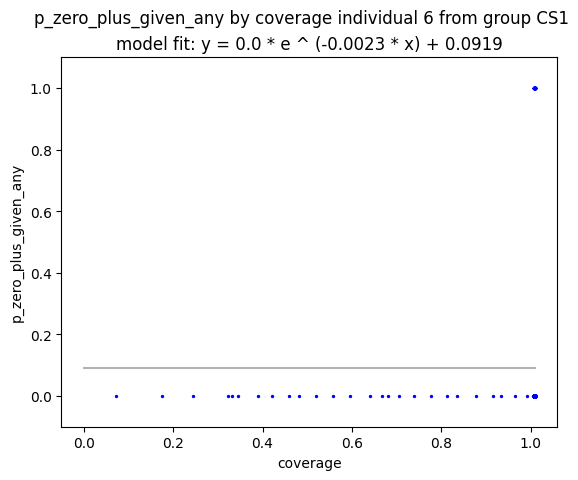 p_zero_plus_given_any by coverage individual 6 from group CS1
model fit: y = 0.0 * e ^ (-0.0023 * x) + 0.0919
1.0
0.8
0.6
0.4
0.2
0.0
p_zero_plus_given_any
0.0 0.2 0.4 0.6 0.8 1.0
coverage